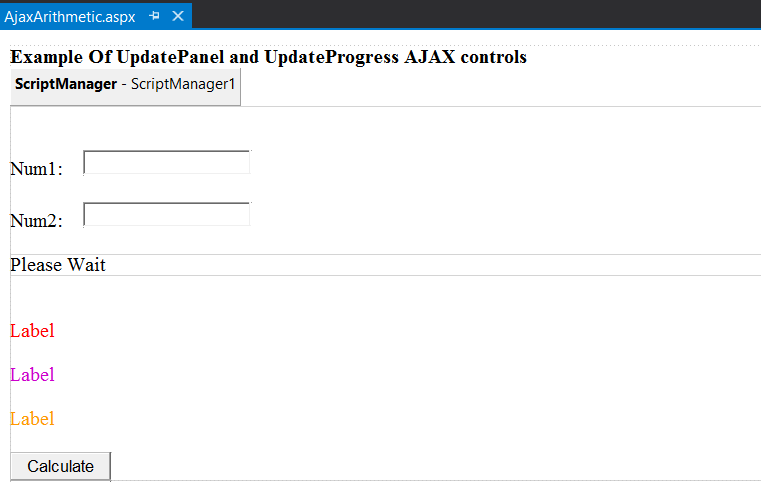 AjaxArithmetic.aspx
Example Of UpdatePanel and UpdateProgress AJAX controls
ScriptManager - ScriptManager1
Num1:
Num2:
Please Wait
Label
Label
Label
Calculate